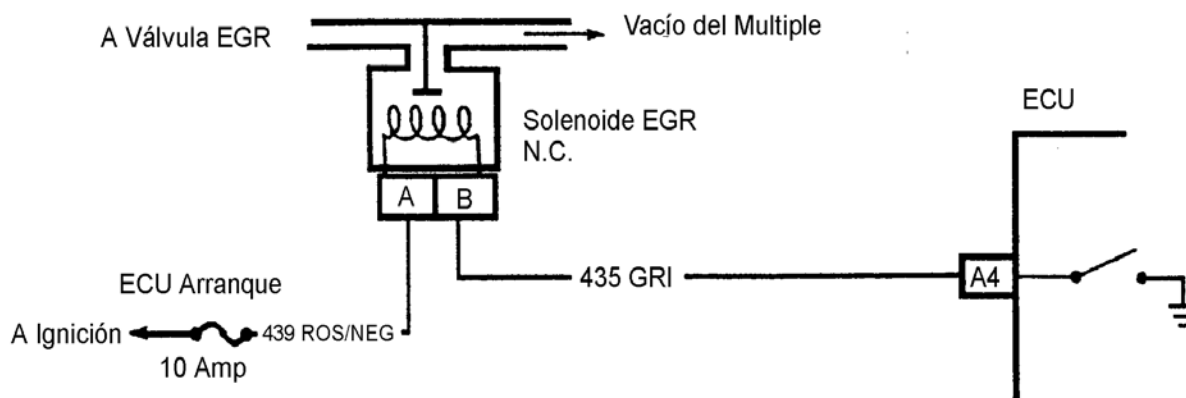 A Válvula EGR
Vacío del Multiple
ECU
Solenoide EGR
N.C.
A B
435 GRI
A4
ECU Arranque
A Ignición
439 ROS/NEG
10 Amp